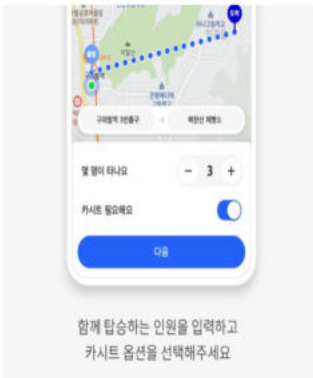 도착
구파발역 3번출구
북한산 제빵소
몇 명이 타나요
- 3 +
카시트 필요해요
다음
함께 탑승하는 인원을 입력하고
카시트 옵션을 선택해주세요